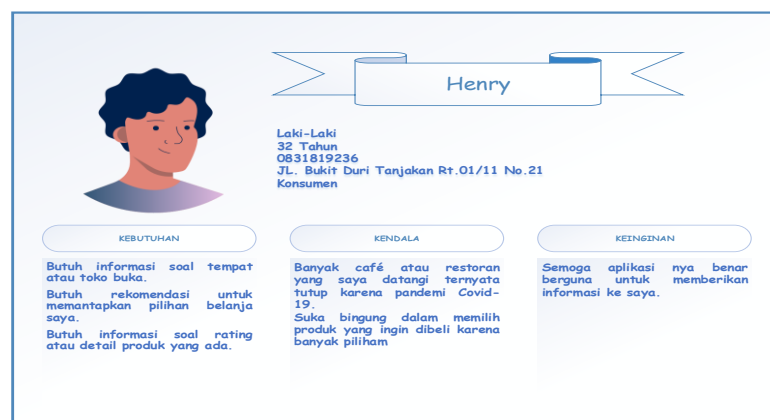 Henry
Laki-Laki
32 Tahun
0831819236
JL. Bukit Duri Tanjakan Rt.01/11 No.21
Konsumen
KEBUTUHAN
Butuh informasi soal tempat
atau toko buka.
Butuh rekomendasi untuk
memantapkan pilihan belanja
saya.
Butuh informasi soal rating
atau detail produk yang ada.
KENDALA
Banyak café atau restoran
yang saya datangi ternyata
tutup karena pandemi Covid-
19.
Suka bingung dalam memilih
produk yang ingin dibeli karena
banyak piliham
KEINGINAN
Semoga aplikasi nya benar
berguna untuk memberikan
informasi ke saya.